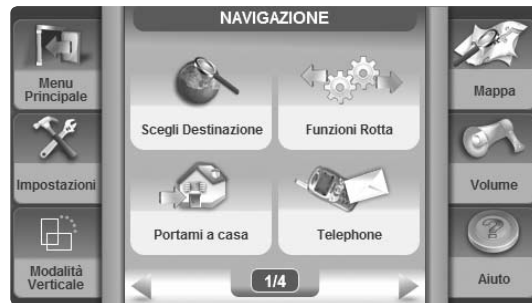 NAVIGAZIONE
Menu
Principale
Impostazioni
Modalità
Verticale
Scegli Destinazione
Funzioni Rotta
Portami a casa
Telephone
1/4
Mappa
Volume
?
Aiuto